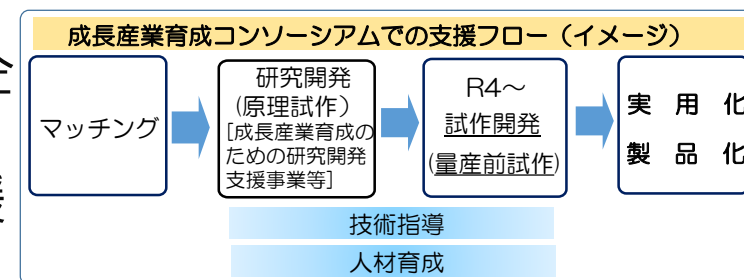 成長産業育成コンソーシアムでの支援フロー（イメージ）
マッチング
研究開発
(原理試作）
[成長産業育成の
ための研究開発
支援事業等]
R4～
試作開発
(量産前試作)
実 用 化
製 品 化
技術指導
人材育成